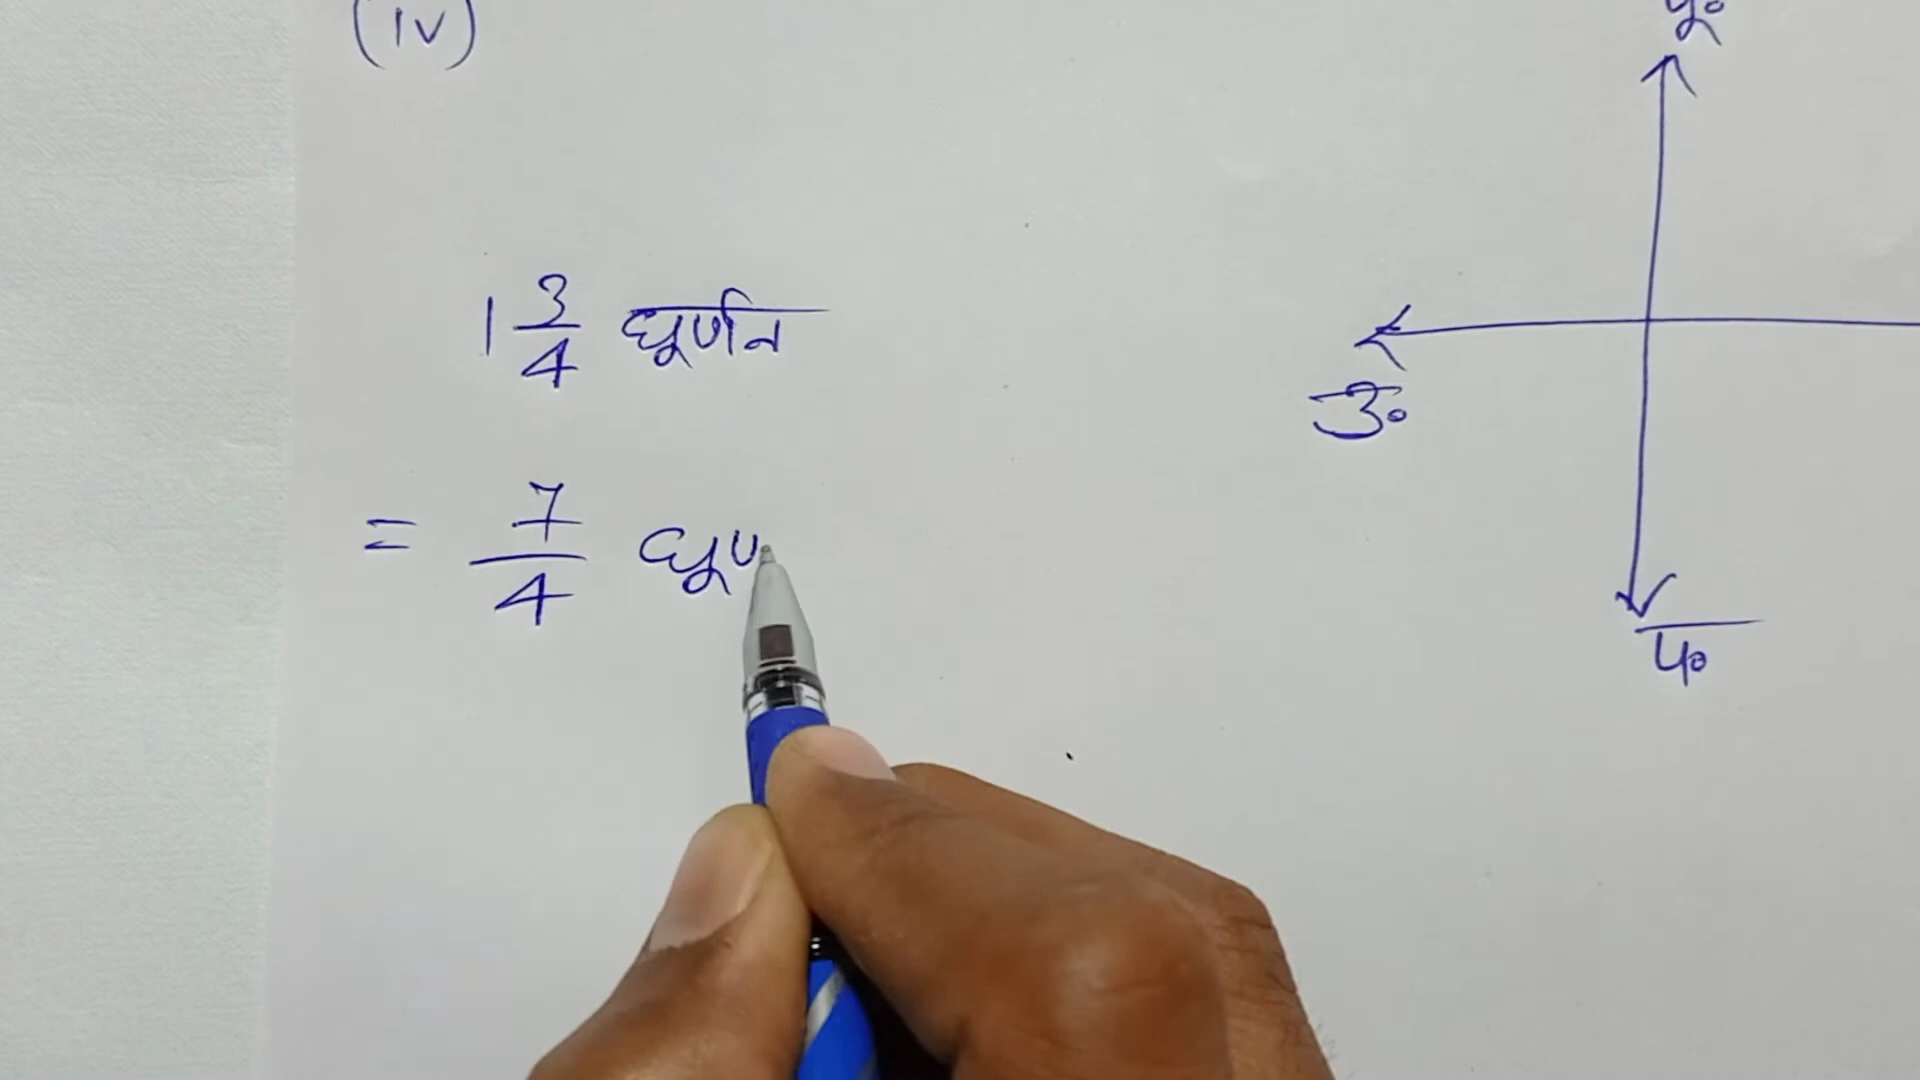 (iv)
पू०
1 3/4 घूर्णन
उ०
= 7/4 घूण
प०